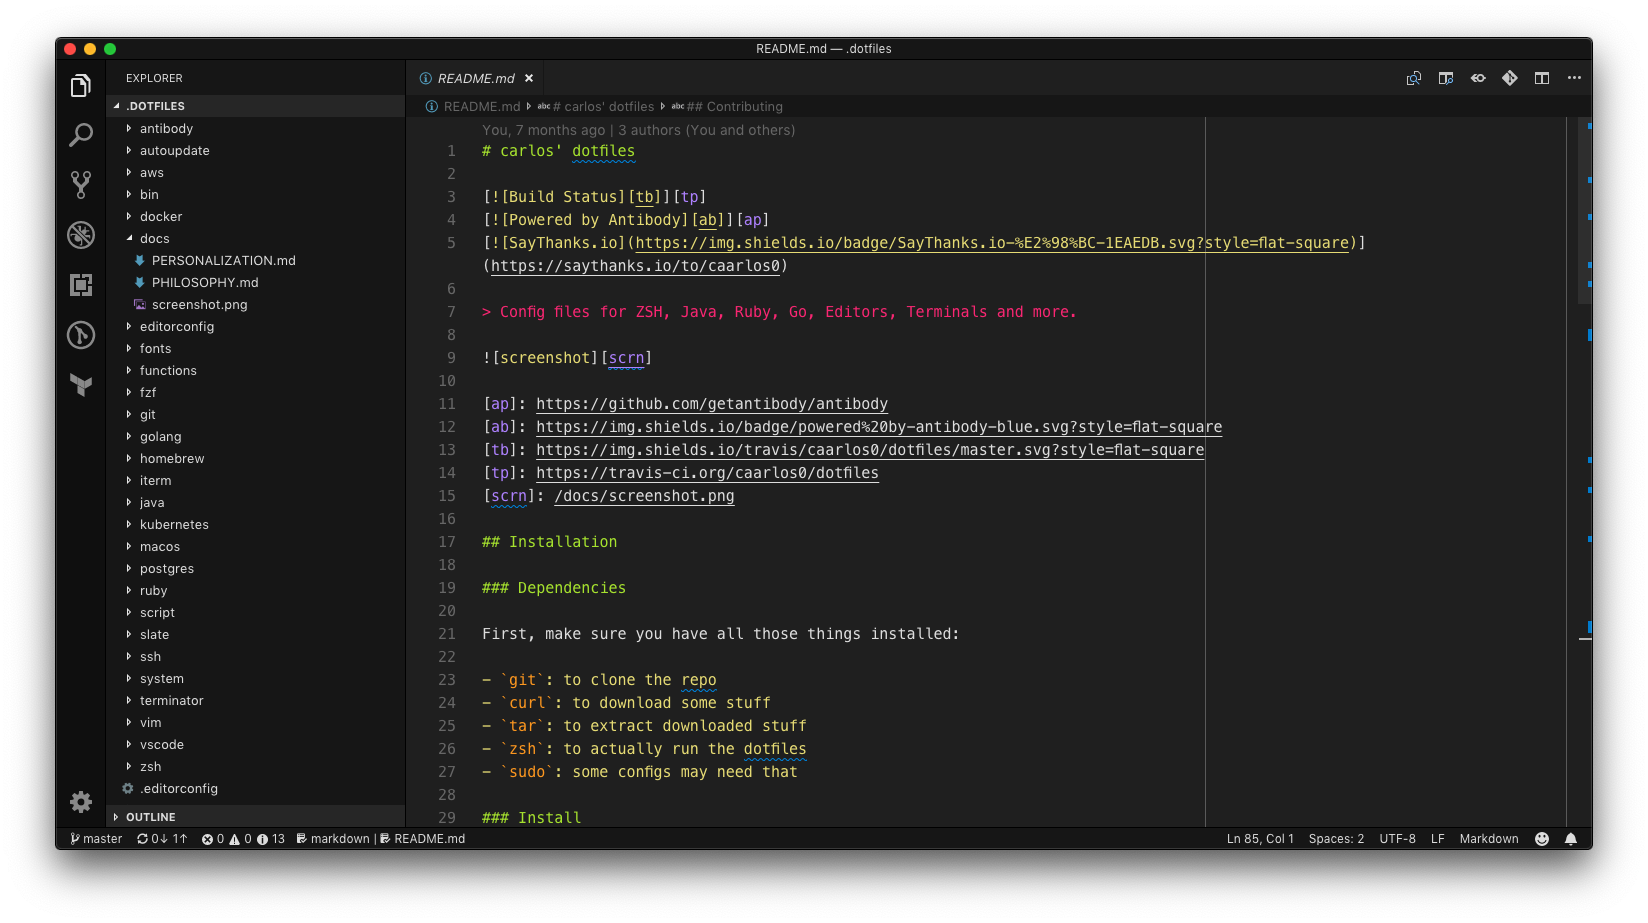 README.md — .dotfiles
EXPLORER
.DOTFILES
antibody
autoupdate
aws
bin
docker
docs
PERSONALIZATION.md
PHILOSOPHY.md
screenshot.png
editorconfig
fonts
functions
fzf
git
golang
homebrew
iterm
java
kubernetes
macos
postgres
ruby
script
slate
ssh
system
terminator
vim
vscode
zsh
.editorconfig
OUTLINE
README.md ×
README.md abc # carlos' dotfiles abc ## Contributing
You, 7 months ago | 3 authors (You and others)
1 # carlos' dotfiles
2
3 [![Build Status][tb]][tp]
4 [![Powered by Antibody][ab]][ap]
5 [![SayThanks.io](https://img.shields.io/badge/SayThanks.io-%E2%98%BC-1EAEDB.svg?style=flat-square)]
(https://saythanks.io/to/caarlos0)
6
7 > Config files for ZSH, Java, Ruby, Go, Editors, Terminals and more.
8
9 ![screenshot][scrn]
10
11 [ap]: https://github.com/getantibody/antibody
12 [ab]: https://img.shields.io/badge/powered%20by-antibody-blue.svg?style=flat-square
13 [tb]: https://img.shields.io/travis/caarlos0/dotfiles/master.svg?style=flat-square
14 [tp]: https://travis-ci.org/caarlos0/dotfiles
15 [scrn]: /docs/screenshot.png
16
17 ## Installation
18
19 ### Dependencies
20
21 First, make sure you have all those things installed:
22
23 - `git`: to clone the repo
24 - `curl`: to download some stuff
25 - `tar`: to extract downloaded stuff
26 - `zsh`: to actually run the dotfiles
27 - `sudo`: some configs may need that
28
29 ### Install
master 0↓ 1↑ 0 0 13 markdown | README.md Ln 85, Col 1 Spaces: 2 UTF-8 LF Markdown